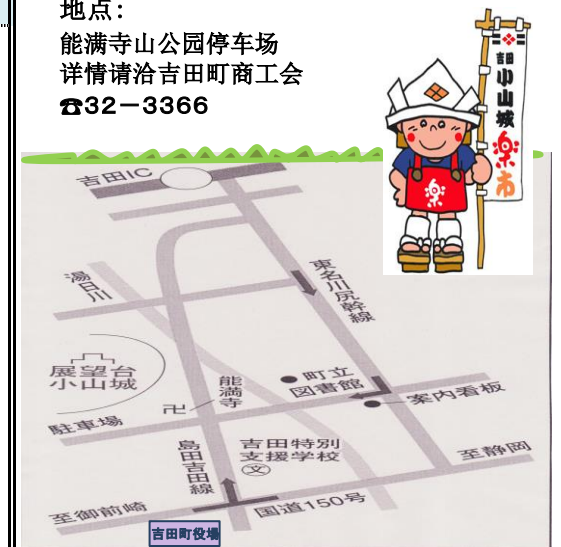 地点:
能满寺山公园停车场
详情请洽吉田町商工会
☎32－3366
吉田
小山城
楽市
楽
吉田IC
湯日川
東名川尻幹線
展望台
小山城
能満寺
卍
町立
図書館
案内看板
駐車場
島田吉田線
吉田特別
支援学校
文
至静岡
至御前崎
国道150号
吉田町役場